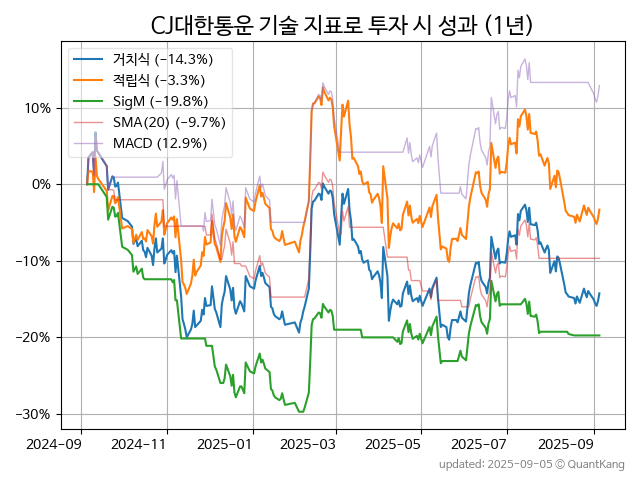 CJ대한통운 기술 지표로 투자 시 성과 (1년)
거치식 (−14.3%)
적립식 (−3.3%)
SigM (−19.8%)
SMA(20) (−9.7%)
MACD (12.9%)
10%
0%
−10%
−20%
−30%
2024-09 2024-11 2025-01 2025-03 2025-05 2025-07 2025-09
updated: 2025-09-05 © QuantKang